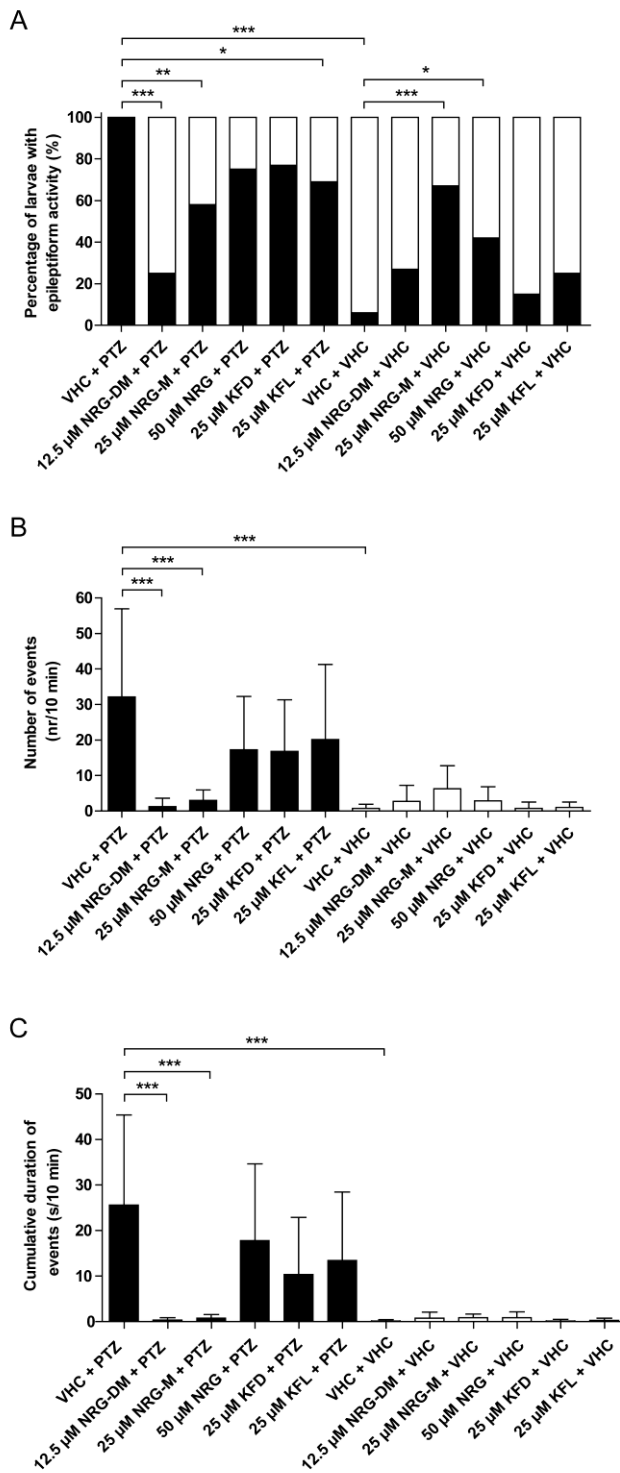 A
***
*
**
*
***
***
Percentage of larvae with
epileptiform activity (%)
100
80
60
40
20
0
VHC + PTZ
12.5 µM NRG-DM + PTZ
25 µM NRG-M + PTZ
50 µM NRG + PTZ
25 µM KFD + PTZ
25 µM KFL + PTZ
VHC + VHC
12.5 µM NRG-DM + VHC
25 µM NRG-M + VHC
50 µM NRG + VHC
25 µM KFD + VHC
25 µM KFL + VHC
B
***
***
***
Number of events
(nr/10 min)
60
50
40
30
20
10
0
VHC + PTZ
12.5 µM NRG-DM + PTZ
25 µM NRG-M + PTZ
50 µM NRG + PTZ
25 µM KFD + PTZ
25 µM KFL + PTZ
VHC + VHC
12.5 µM NRG-DM + VHC
25 µM NRG-M + VHC
50 µM NRG + VHC
25 µM KFD + VHC
25 µM KFL + VHC
C
***
***
***
Cumulative duration of
events (s/10 min)
50
40
30
20
10
0
VHC + PTZ
12.5 µM NRG-DM + PTZ
25 µM NRG-M + PTZ
50 µM NRG + PTZ
25 µM KFD + PTZ
25 µM KFL + PTZ
VHC + VHC
12.5 µM NRG-DM + VHC
25 µM NRG-M + VHC
50 µM NRG + VHC
25 µM KFD + VHC
25 µM KFL + VHC